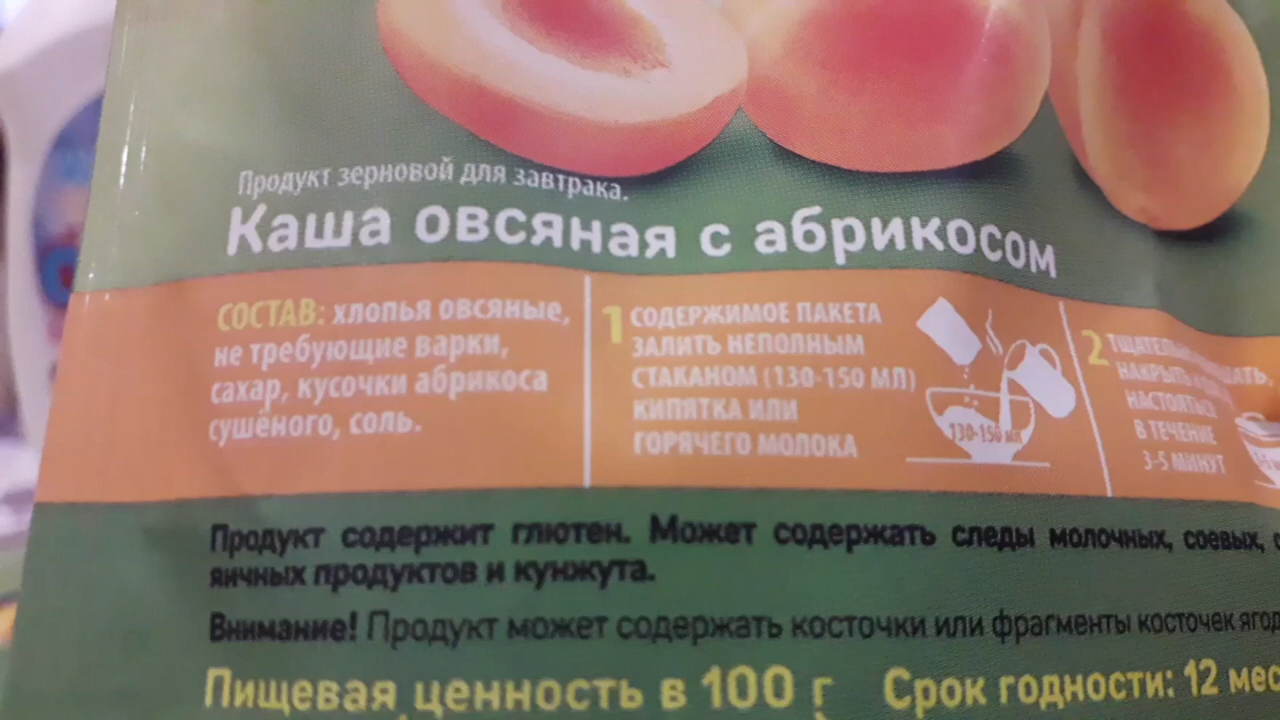 Продукт зерновой для завтрака.
Каша овсяная с абрикосом
СОСТАВ: хлопья овсяные,
не требующие варки,
сахар, кусочки абрикоса
сушёного, соль.
1 СОДЕРЖИМОЕ ПАКЕТА
ЗАЛИТЬ НЕПОЛНЫМ
СТАКАНОМ (130-150 МЛ)
КИПЯТКА ИЛИ
ГОРЯЧЕГО МОЛОКА
130-150 мл
2
НАКРЫТЬ
НАСТОЯТЬСЯ
В ТЕЧЕНИЕ
3-5 МИНУТ
Продукт содержит глютен. Может содержать следы молочных, соевых,
яичных продуктов и кунжута.
Внимание! Продукт может содержать косточки или фрагменты косточек ягод
Пищевая ценность в 100 г
Срок годности: 12 мес